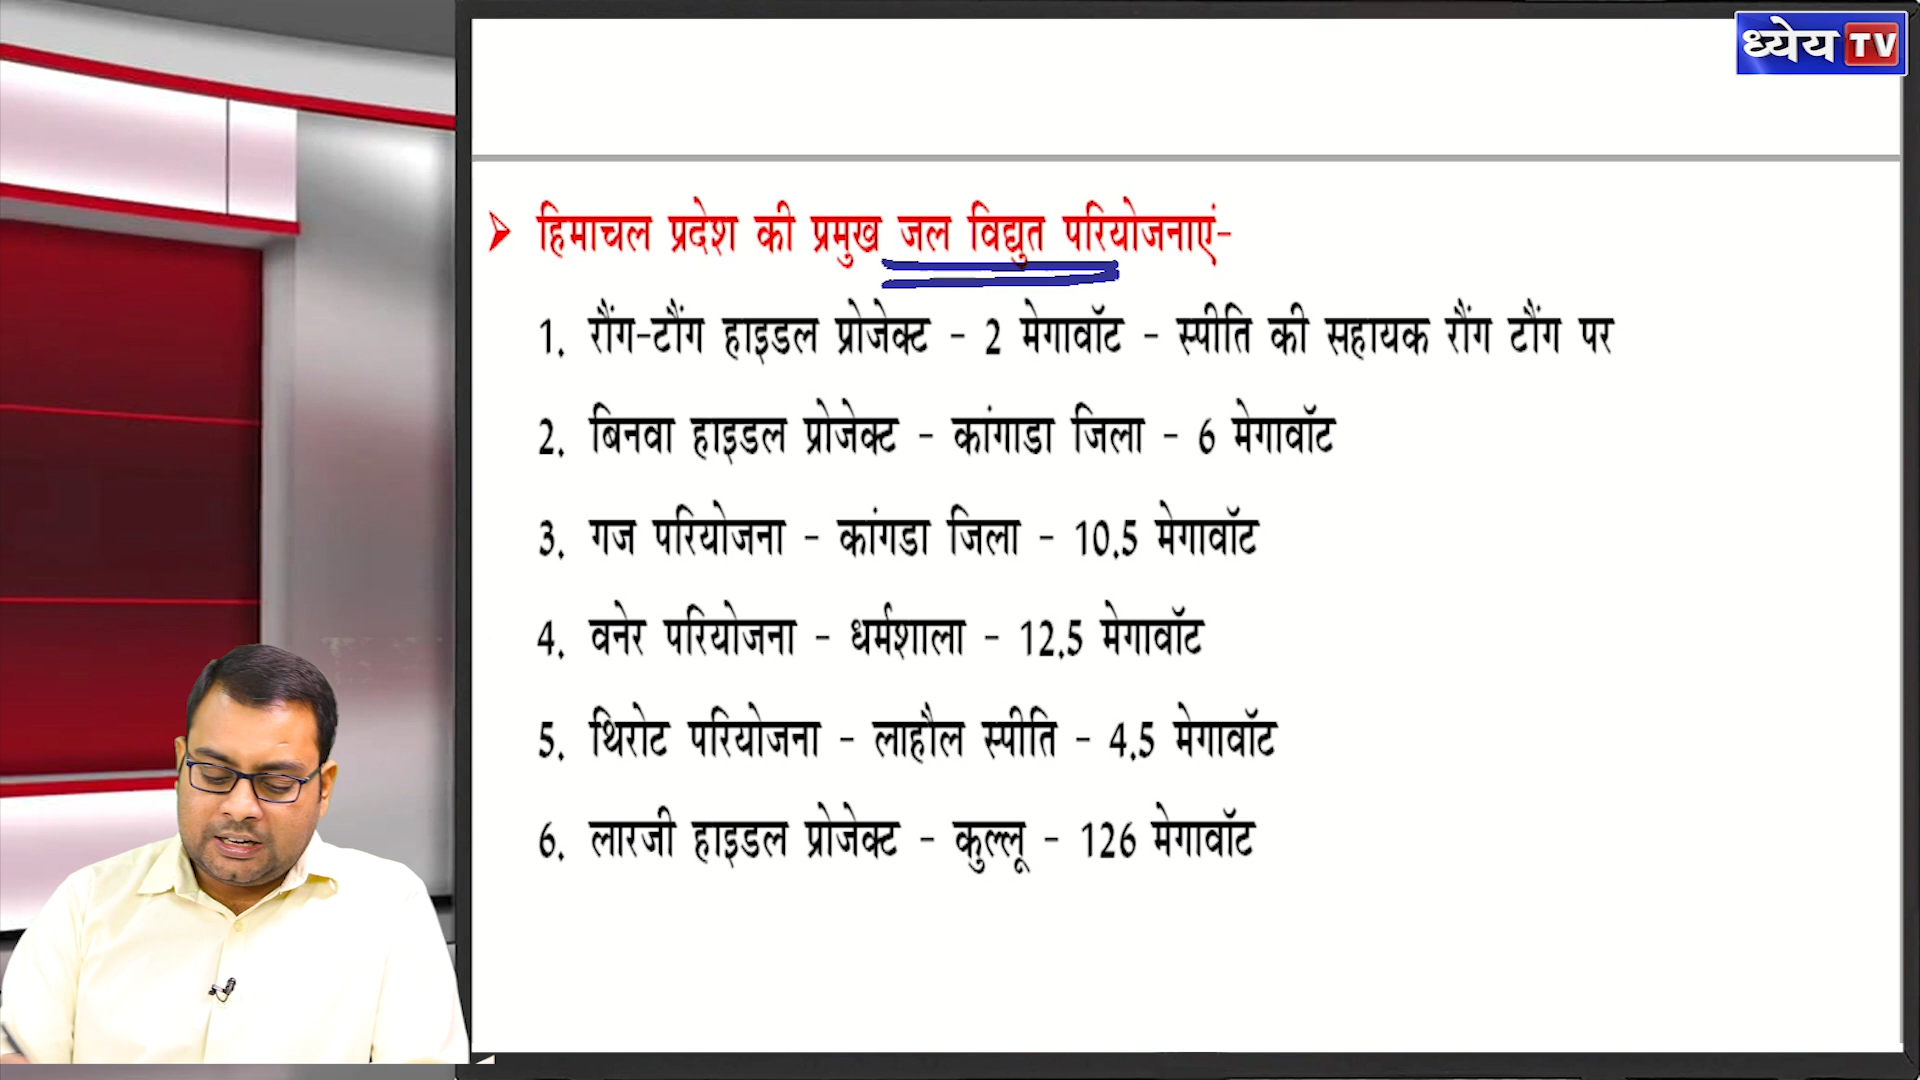 ध्येय TV
➤ हिमाचल प्रदेश की प्रमुख जल विद्युत परियोजनाएं-
1. रौंग-टौंग हाइडल प्रोजेक्ट - 2 मेगावॉट - स्पीति की सहायक रौंग टौंग पर
2. बिनवा हाइडल प्रोजेक्ट - कांगाडा जिला - 6 मेगावॉट
3. गज परियोजना - कांगडा जिला - 10.5 मेगावॉट
4. वनेर परियोजना - धर्मशाला - 12.5 मेगावॉट
5. थिरोट परियोजना - लाहौल स्पीति - 4.5 मेगावॉट
6. लारजी हाइडल प्रोजेक्ट - कुल्लू - 126 मेगावॉट